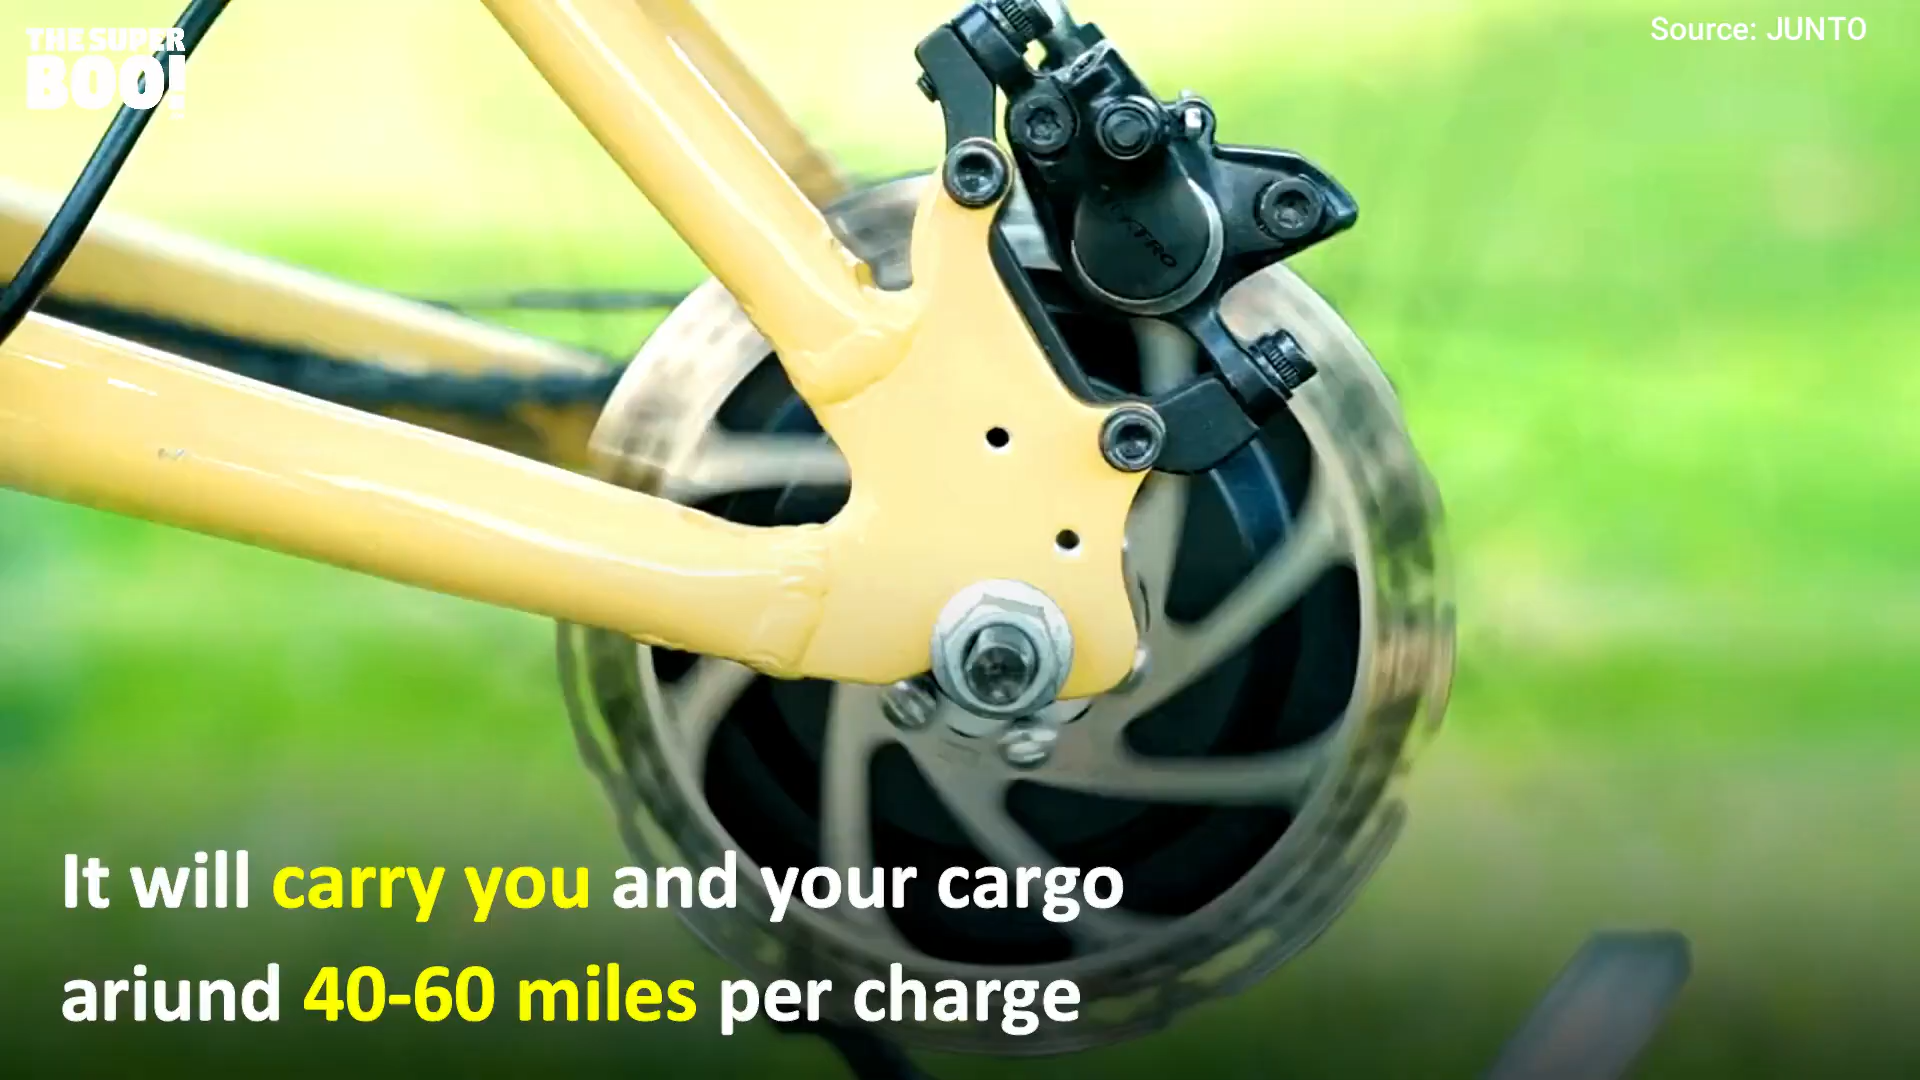 THE SUPER
BOO!
Source: JUNTO
It will carry you and your cargo
ariund 40-60 miles per charge